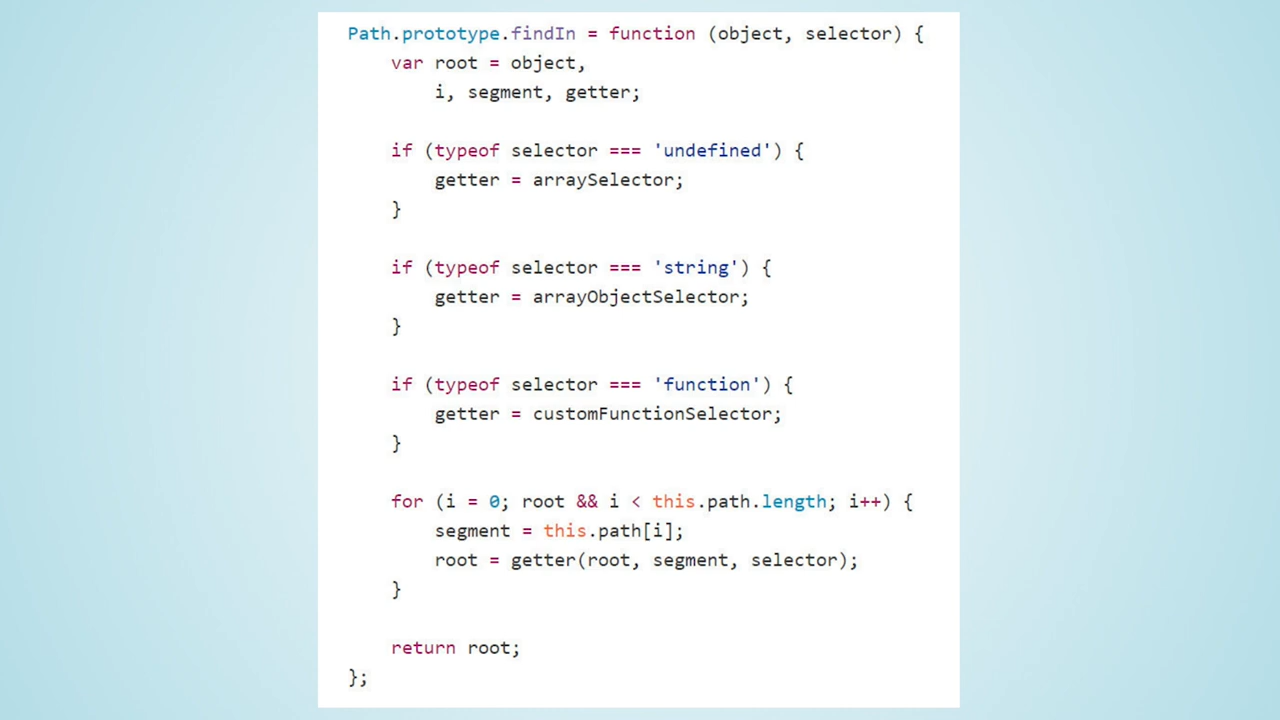 Path.prototype.findIn = function (object, selector) {
    var root = object,
        i, segment, getter;

    if (typeof selector === 'undefined') {
        getter = arraySelector;
    }

    if (typeof selector === 'string') {
        getter = arrayObjectSelector;
    }

    if (typeof selector === 'function') {
        getter = customFunctionSelector;
    }

    for (i = 0; root && i < this.path.length; i++) {
        segment = this.path[i];
        root = getter(root, segment, selector);
    }

    return root;
};